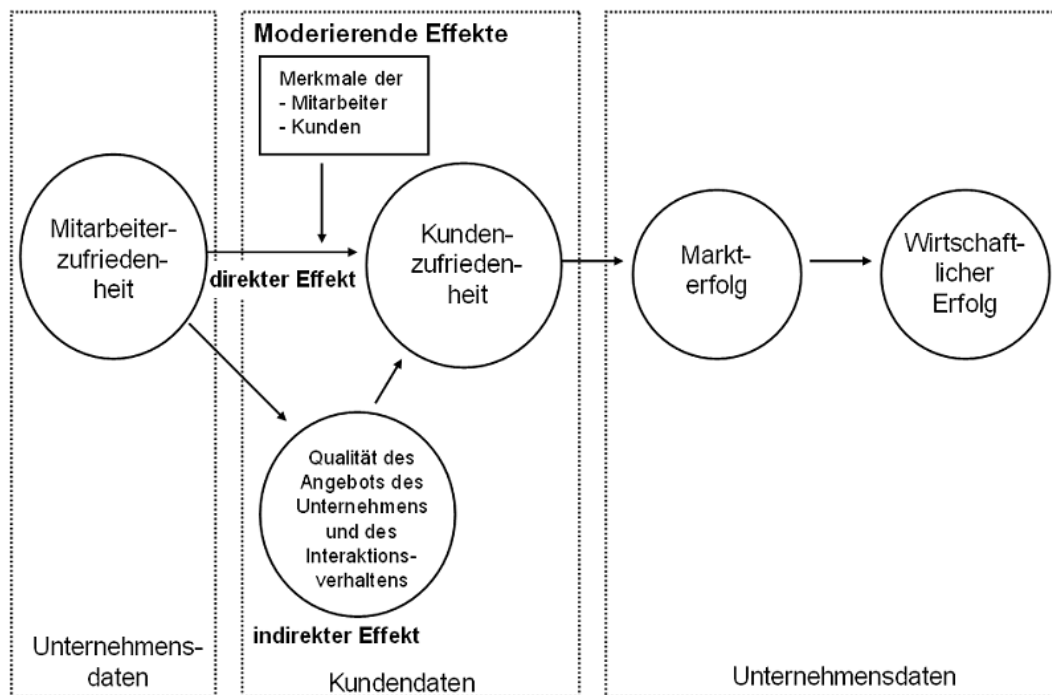 Moderierende Effekte
Merkmale der
- Mitarbeiter
- Kunden
Mitarbeiter-
zufrieden-
heit
direkter Effekt
Kunden-
zufrieden-
heit
Markt-
erfolg
Wirtschaft-
licher
Erfolg
Qualität des
Angebots des
Unternehmens
und des
Interaktions-
verhaltens
indirekter Effekt
Unternehmens-
daten
Kundendaten
Unternehmensdaten